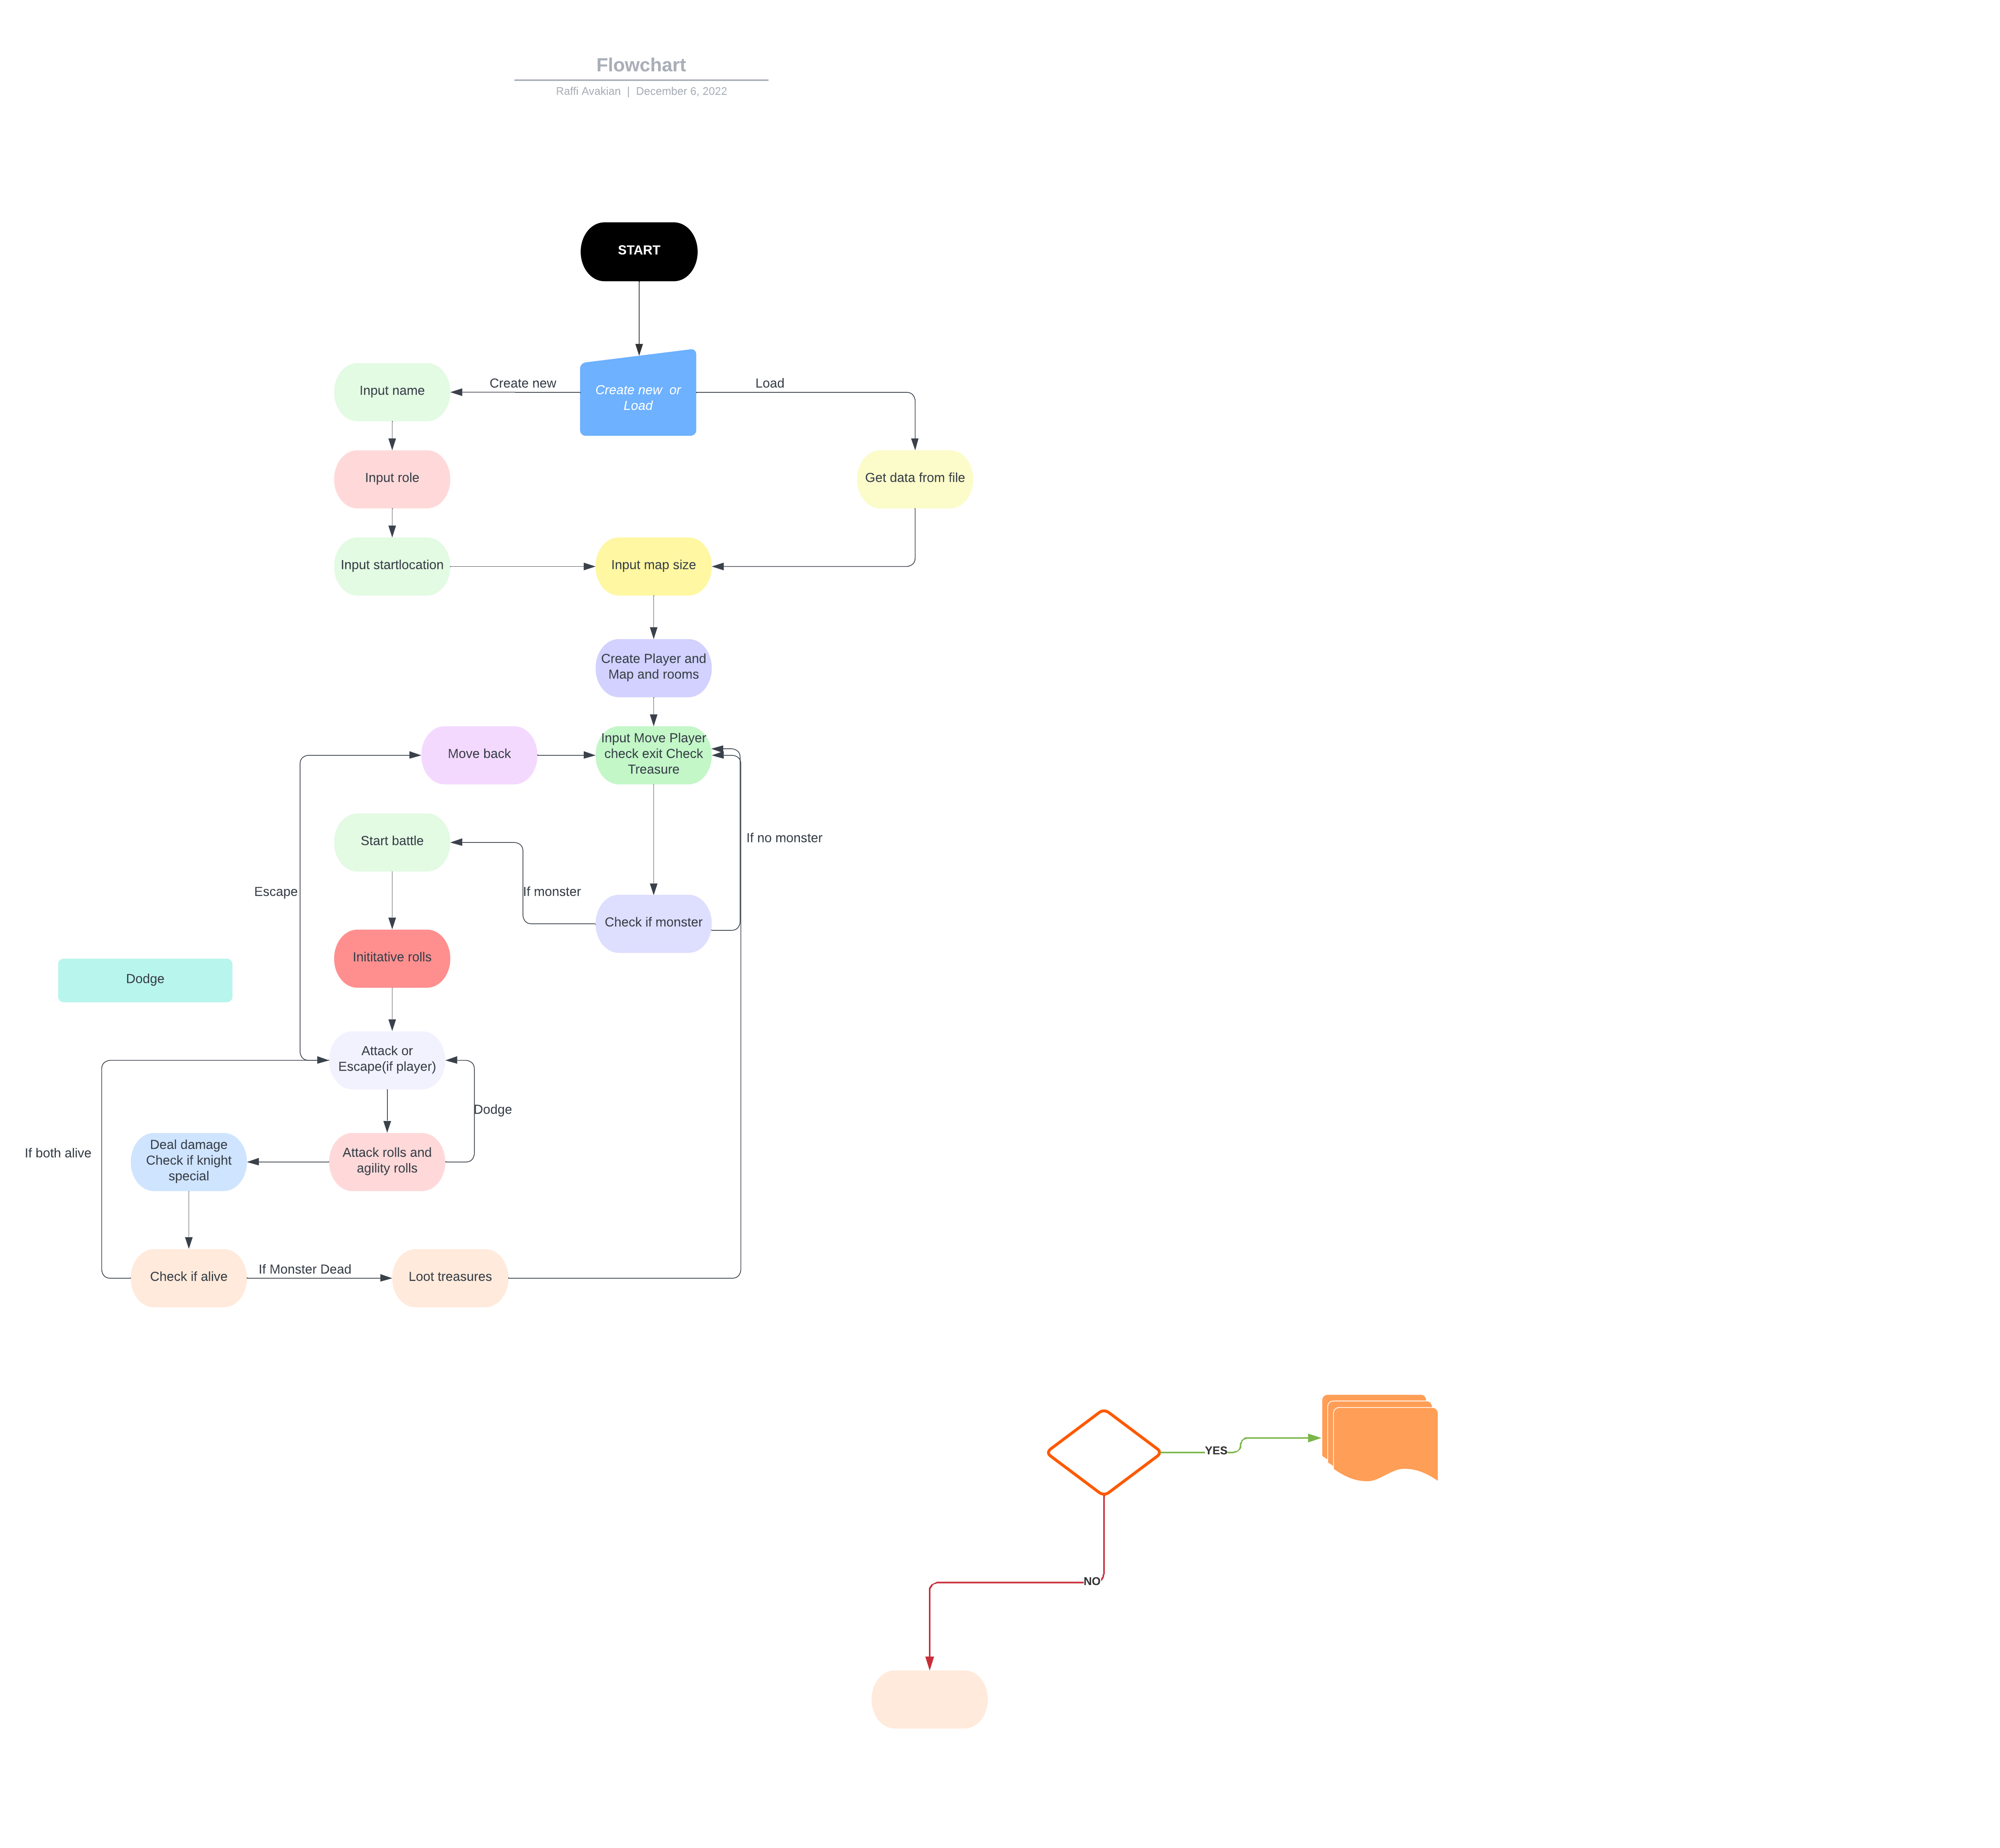 Flowchart
Raffi Avakian | December 6, 2022
START
Create new
Load
Input name
Create new or
Load
Input role
Get data from file
Input startlocation
Input map size
Create Player and
Map and rooms
Move back
Input Move Player
check exit Check
Treasure
Start battle
If no monster
Escape
If monster
Check if monster
Inititative rolls
Dodge
Attack or
Escape(if player)
Dodge
If both alive
Deal damage
Check if knight
special
Attack rolls and
agility rolls
Check if alive
If Monster Dead
Loot treasures
YES
NO